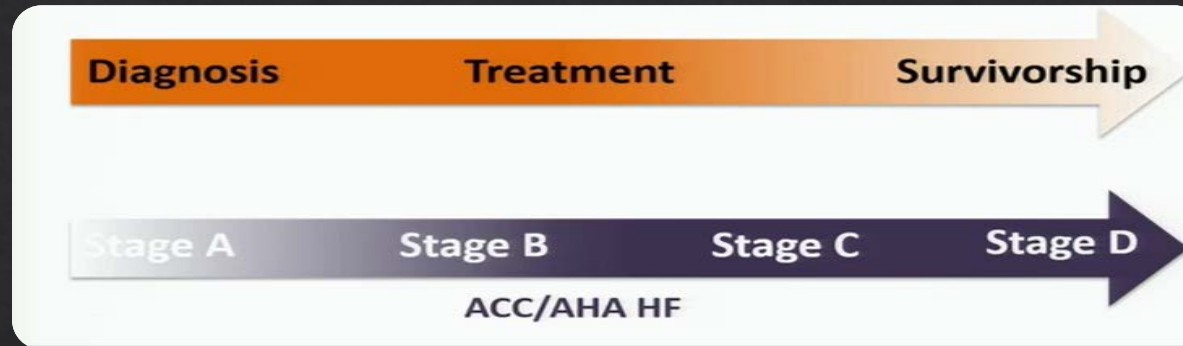 Diagnosis Treatment Survivorship
Stage A Stage B Stage C Stage D
ACC/AHA HF